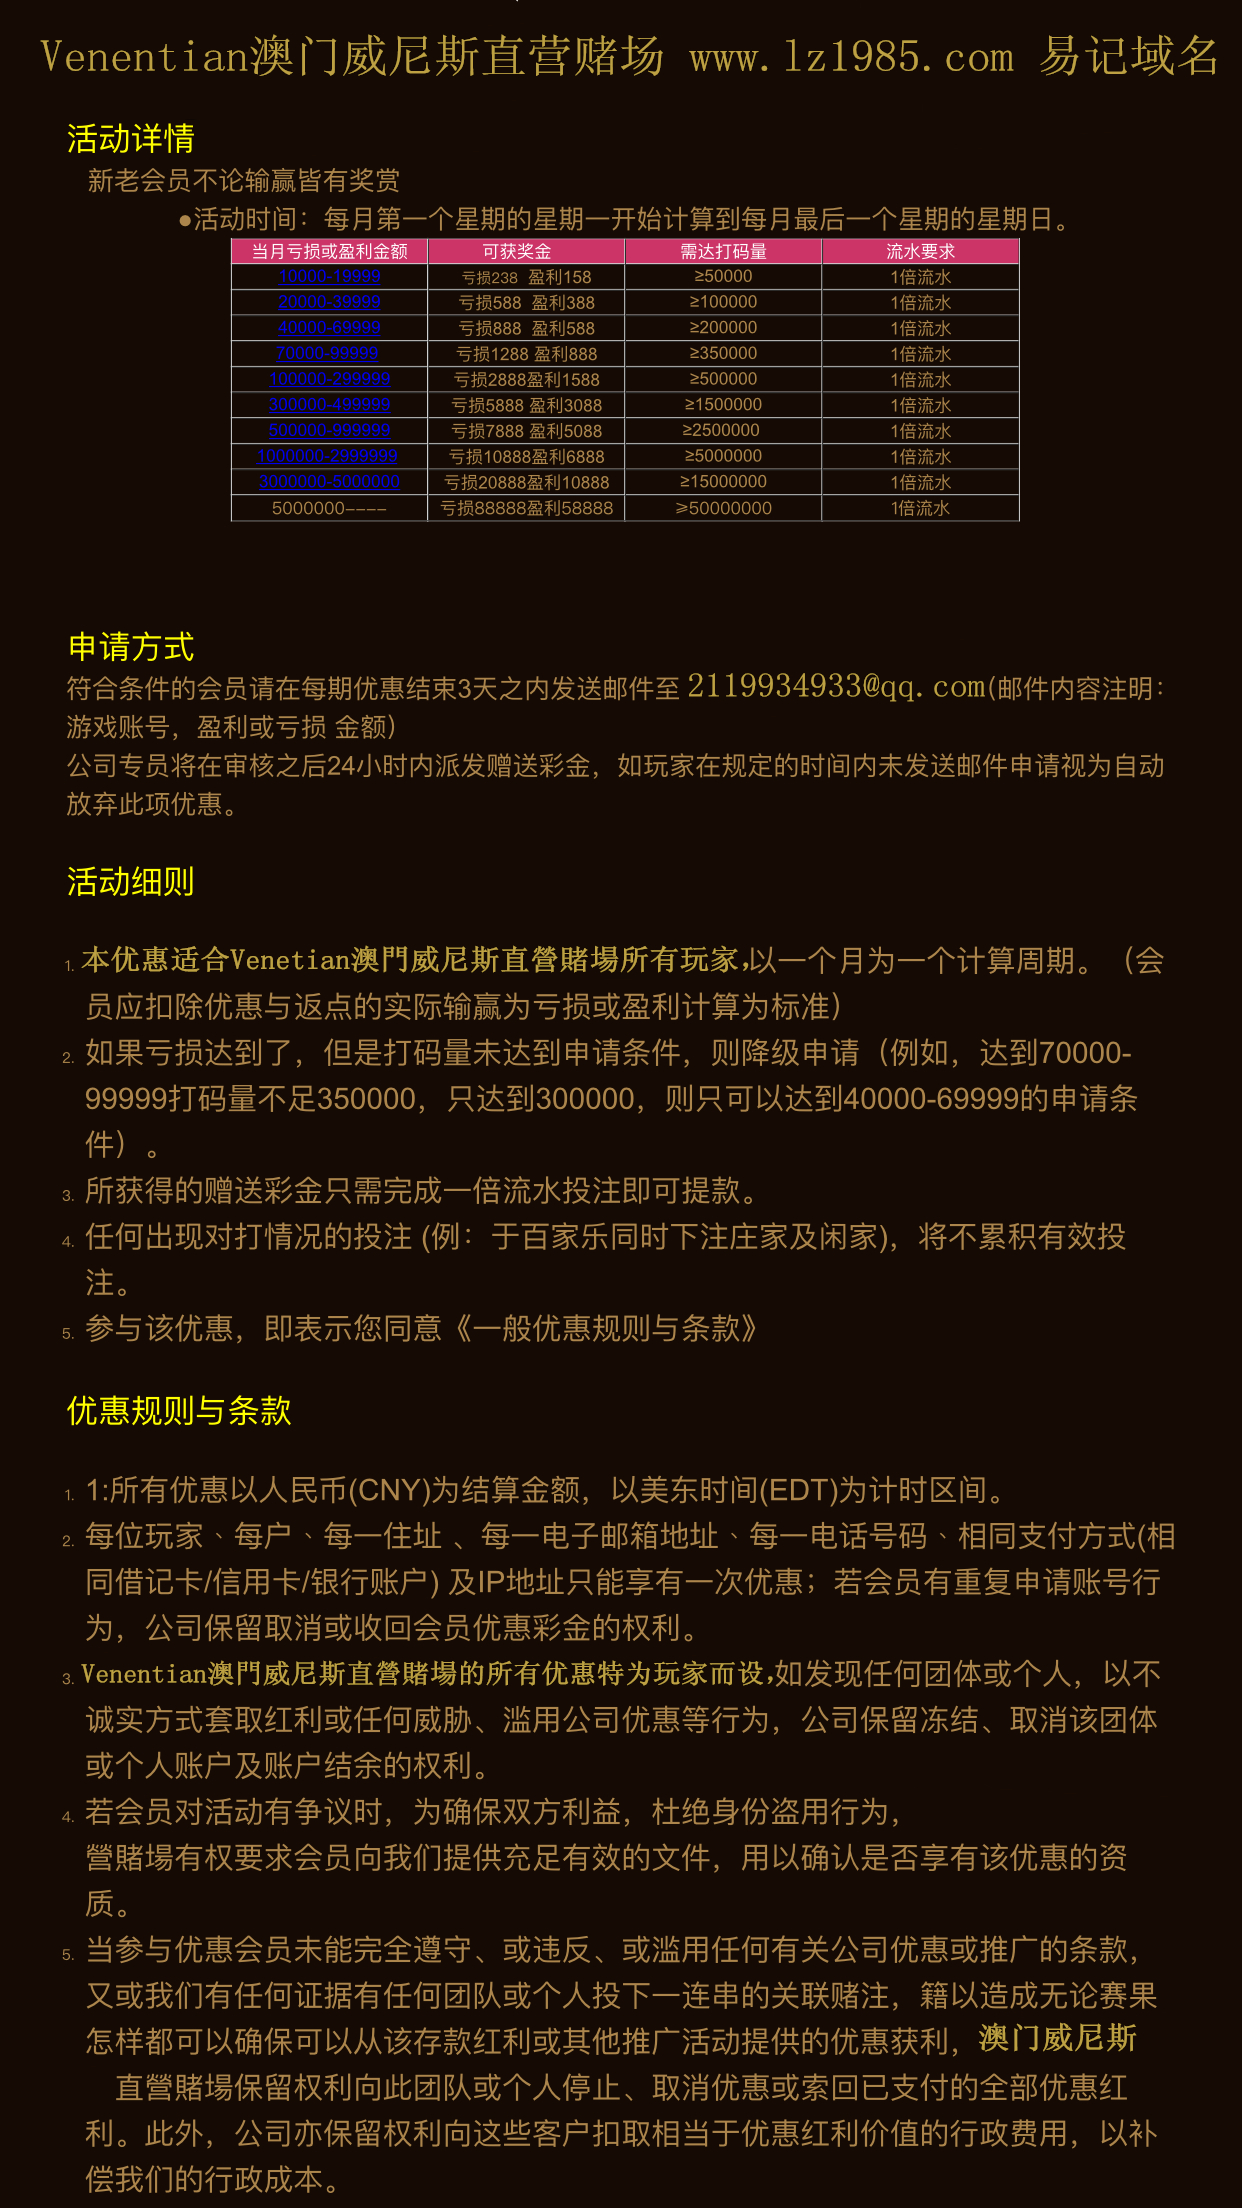 Venentian澳门威尼斯直营赌场 www.lz1985.com 易记域名
活动详情
新老会员不论输赢皆有奖赏
●活动时间：每月第一个星期的星期一开始计算到每月最后一个星期的星期日。
当月亏损或盈利金额 可获奖金 需达打码量 流水要求
10000-19999 亏损238 盈利158 ≥50000 1倍流水
20000-39999 亏损588 盈利388 ≥100000 1倍流水
40000-69999 亏损888 盈利588 ≥200000 1倍流水
70000-99999 亏损1288 盈利888 ≥350000 1倍流水
100000-299999 亏损2888盈利1588 ≥500000 1倍流水
300000-499999 亏损5888 盈利3088 ≥1500000 1倍流水
500000-999999 亏损7888 盈利5088 ≥2500000 1倍流水
1000000-2999999 亏损10888盈利6888 ≥5000000 1倍流水
3000000-5000000 亏损20888盈利10888 ≥15000000 1倍流水
5000000---- 亏损88888盈利58888 ⩾50000000 1倍流水
申请方式
符合条件的会员请在每期优惠结束3天之内发送邮件至 2119934933@qq.com(邮件内容注明：
游戏账号，盈利或亏损 金额）
公司专员将在审核之后24小时内派发赠送彩金，如玩家在规定的时间内未发送邮件申请视为自动
放弃此项优惠。
活动细则
1. 本优惠适合Venetian澳門威尼斯直營賭場所有玩家，以一个月为一个计算周期。（会
员应扣除优惠与返点的实际输赢为亏损或盈利计算为标准）
2. 如果亏损达到了，但是打码量未达到申请条件，则降级申请（例如，达到70000-
99999打码量不足350000，只达到300000，则只可以达到40000-69999的申请条
件）。
3. 所获得的赠送彩金只需完成一倍流水投注即可提款。
4. 任何出现对打情况的投注 (例：于百家乐同时下注庄家及闲家)，将不累积有效投
注。
5. 参与该优惠，即表示您同意《一般优惠规则与条款》
优惠规则与条款
1. 1:所有优惠以人民币(CNY)为结算金额，以美东时间(EDT)为计时区间。
2. 每位玩家、每户、每一住址 、每一电子邮箱地址、每一电话号码、相同支付方式(相
同借记卡/信用卡/银行账户) 及IP地址只能享有一次优惠；若会员有重复申请账号行
为，公司保留取消或收回会员优惠彩金的权利。
3. Venentian澳門威尼斯直營賭場的所有优惠特为玩家而设，如发现任何团体或个人，以不
诚实方式套取红利或任何威胁、滥用公司优惠等行为，公司保留冻结、取消该团体
或个人账户及账户结余的权利。
4. 若会员对活动有争议时，为确保双方利益，杜绝身份盗用行为，
營賭場有权要求会员向我们提供充足有效的文件，用以确认是否享有该优惠的资
质。
5. 当参与优惠会员未能完全遵守、或违反、或滥用任何有关公司优惠或推广的条款，
又或我们有任何证据有任何团队或个人投下一连串的关联赌注，籍以造成无论赛果
怎样都可以确保可以从该存款红利或其他推广活动提供的优惠获利，澳门威尼斯
直營賭場保留权利向此团队或个人停止、取消优惠或索回已支付的全部优惠红
利。此外，公司亦保留权利向这些客户扣取相当于优惠红利价值的行政费用，以补
偿我们的行政成本。